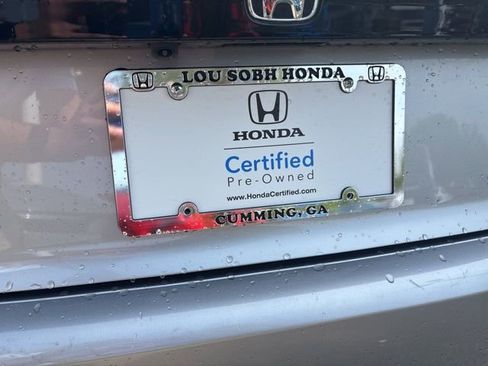 LOU SOBH HONDA
HONDA
Certified
Pre-Owned
www.HondaCertified.com
CUMMING, GA